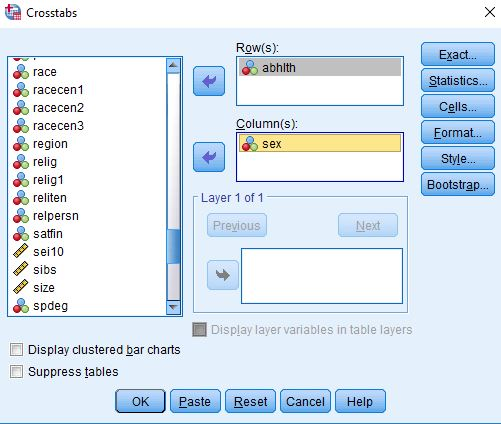 Crosstabs
race
racecen1
racecen2
racecen3
region
relig
relig1
reliten
relpersn
satfin
sei10
sibs
size
spdeg
Row(s):
abhlth
Column(s):
sex
Layer 1 of 1
Previous
Next
Display layer variables in table layers
Exact...
Statistics...
Cells...
Format...
Style...
Bootstrap...
Display clustered bar charts
Suppress tables
OK
Paste
Reset
Cancel
Help